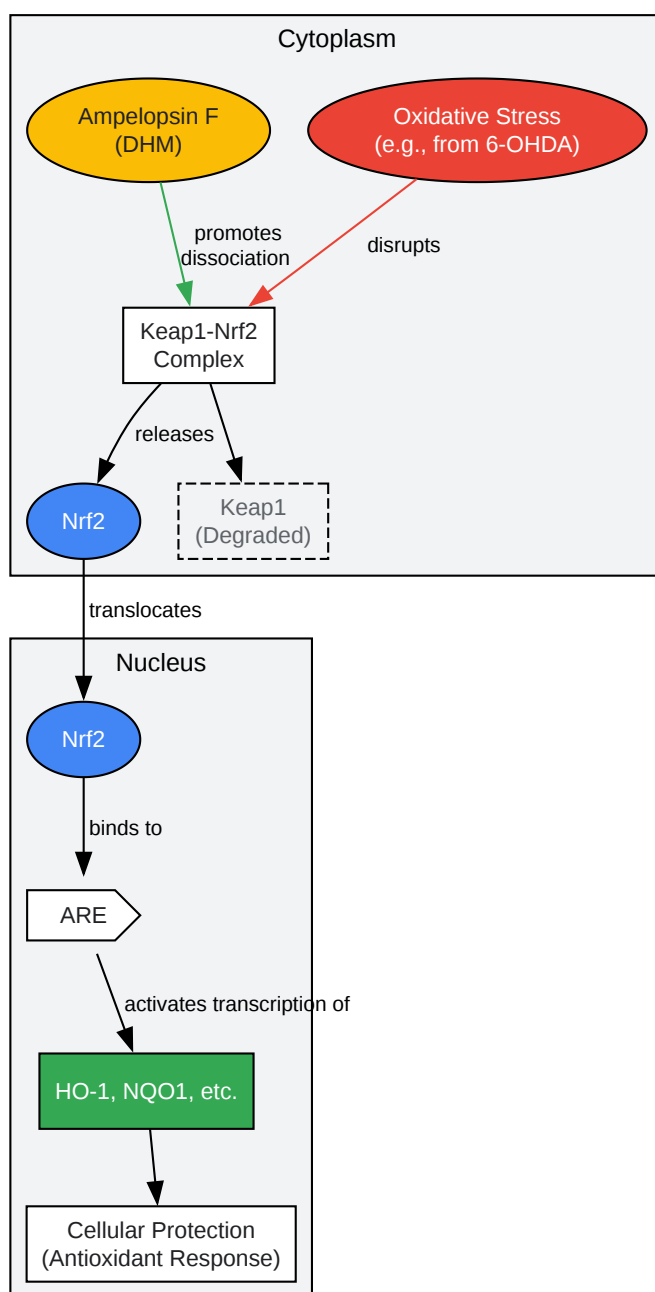 Cytoplasm
Ampelopsin F
(DHM)
Oxidative Stress
(e.g., from 6-OHDA)
promotes
dissociation
disrupts
Keap1-Nrf2
Complex
releases
Nrf2
Keap1
(Degraded)
translocates
Nucleus
Nrf2
binds to
ARE
activates transcription of
HO-1, NQO1, etc.
Cellular Protection
(Antioxidant Response)